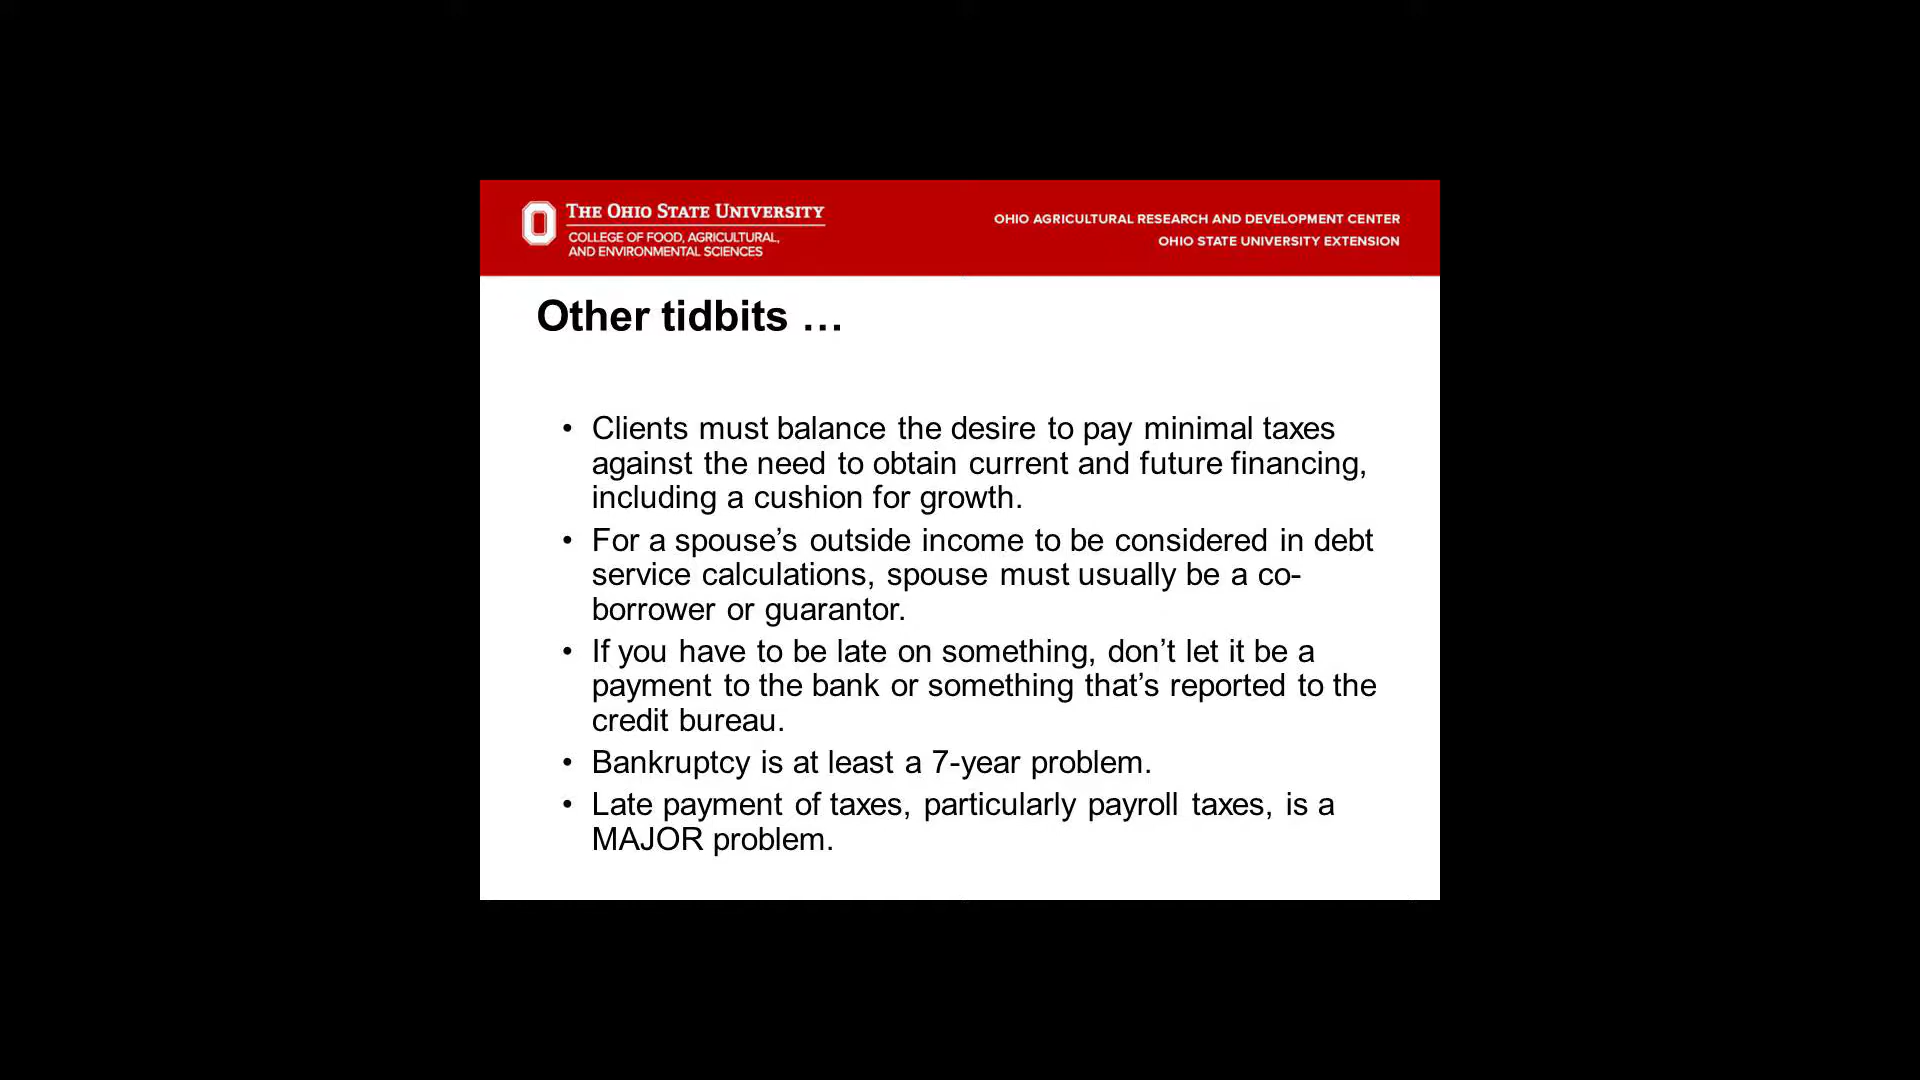 THE OHIO STATE UNIVERSITY
COLLEGE OF FOOD, AGRICULTURAL,
AND ENVIRONMENTAL SCIENCES
OHIO AGRICULTURAL RESEARCH AND DEVELOPMENT CENTER
OHIO STATE UNIVERSITY EXTENSION
Other tidbits …
• Clients must balance the desire to pay minimal taxes
against the need to obtain current and future financing,
including a cushion for growth.
• For a spouse’s outside income to be considered in debt
service calculations, spouse must usually be a co-
borrower or guarantor.
• If you have to be late on something, don’t let it be a
payment to the bank or something that’s reported to the
credit bureau.
• Bankruptcy is at least a 7-year problem.
• Late payment of taxes, particularly payroll taxes, is a
MAJOR problem.